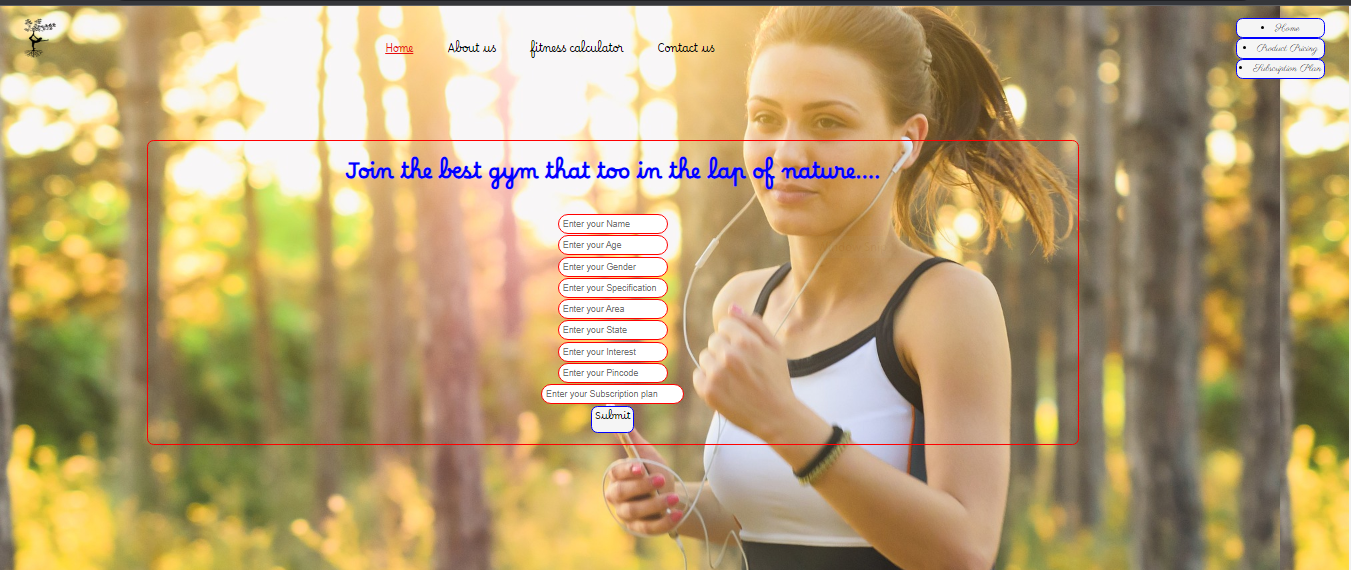 Home About us fitness calculator Contact us
Home
Product Pricing
Subscription Plan
Join the best gym that too in the lap of nature....
Enter your Name
Enter your Age
Enter your Gender
Enter your Specification
Enter your Area
Enter your State
Enter your Interest
Enter your Pincode
Enter your Subscription plan
Submit